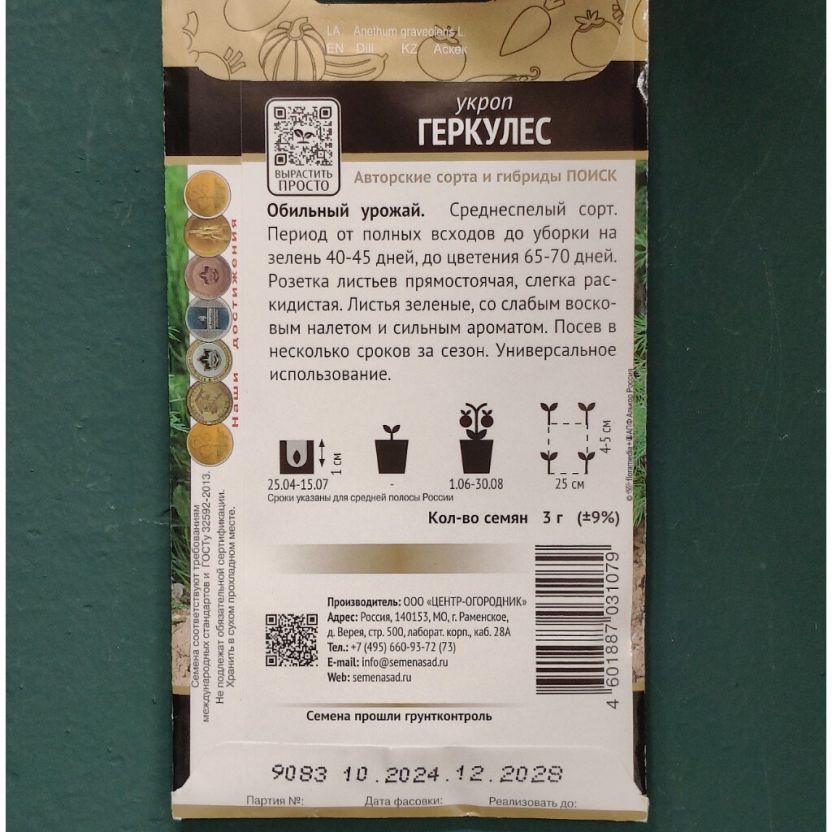 LA Anethum graveolens L.
EN Dill KZ Аскөк
укроп
ГЕРКУЛЕС
ВЫРАСТИТЬ
ПРОСТО
Авторские сорта и гибриды ПОИСК
Обильный урожай. Среднеспелый сорт.
Период от полных всходов до уборки на
зелень 40-45 дней, до цветения 65-70 дней.
Розетка листьев прямостоячая, слегка рас-
кидистая. Листья зеленые, со слабым воско-
вым налетом и сильным ароматом. Посев в
несколько сроков за сезон. Универсальное
использование.
Наши достижения
1 см
4-5 см
25.04-15.07 - 1.06-30.08 25 см
Сроки указаны для средней полосы России
Кол-во семян 3 г (±9%)
Семена соответствуют требованиям
международных стандартов и ГОСТу 32592-2013.
Не подлежат обязательной сертификации.
Хранить в сухом прохладном месте.
Производитель: ООО «ЦЕНТР-ОГОРОДНИК»
Адрес: Россия, 140153, МО, г. Раменское,
д. Верея, стр. 500, лаборат. корп., каб. 28А
Тел.: +7 (495) 660-93-72 (73)
E-mail: info@semenasad.ru
Web: semenasad.ru
4 601887 031079
Семена прошли грунтконтроль
9083 10.2024.12.2028
Партия №: Дата фасовки: Реализовать до: